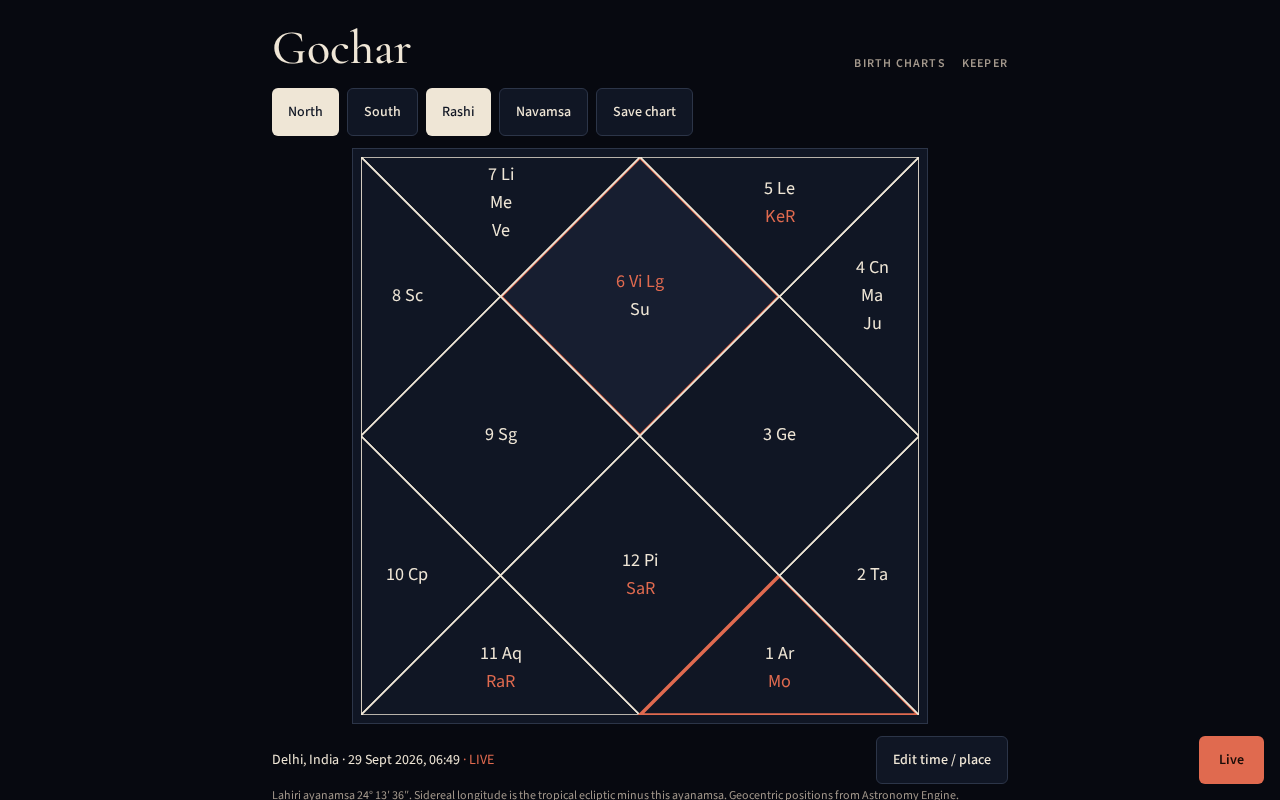 Gochar
BIRTH CHARTS KEEPER
North South Rashi Navamsa Save chart
7 Li
Me
Ve
5 Le
KeR
6 Vi Lg
Su
4 Cn
Ma
Ju
8 Sc
9 Sg
3 Ge
10 Cp
12 Pi
SaR
2 Ta
11 Aq
RaR
1 Ar
Mo
Delhi, India · 29 Sept 2026, 06:49 · LIVE
Edit time / place
Live
Lahiri ayanamsa 24° 13′ 36″. Sidereal longitude is the tropical ecliptic minus this ayanamsa. Geocentric positions from Astronomy Engine.